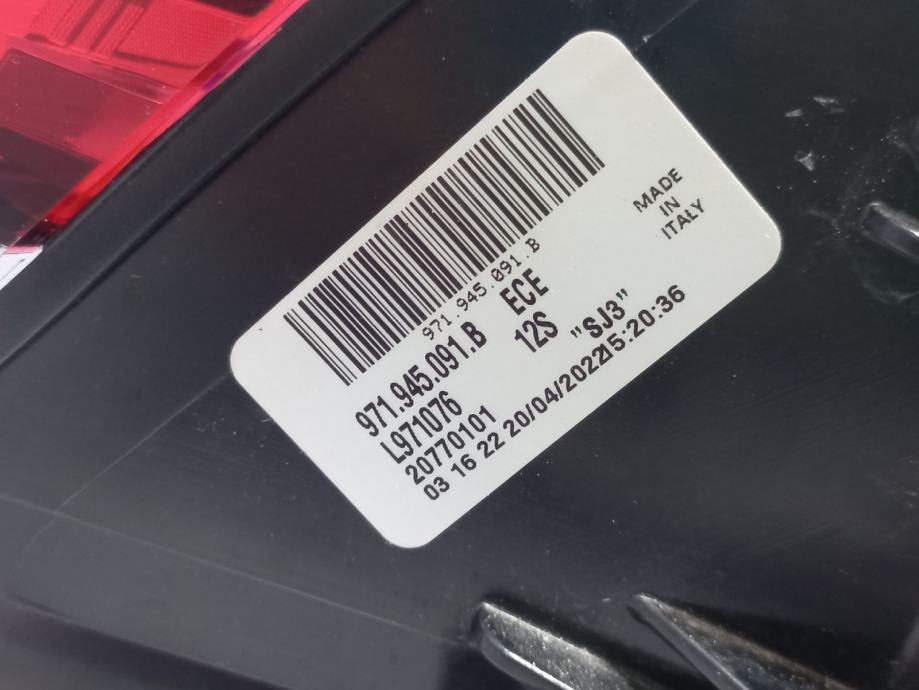 971.945.091.B
971.945.091.B ECE
L971076 12S "SJ3"
20770101
03 16 22 20/04/2022 15:20:36
MADE
IN
ITALY